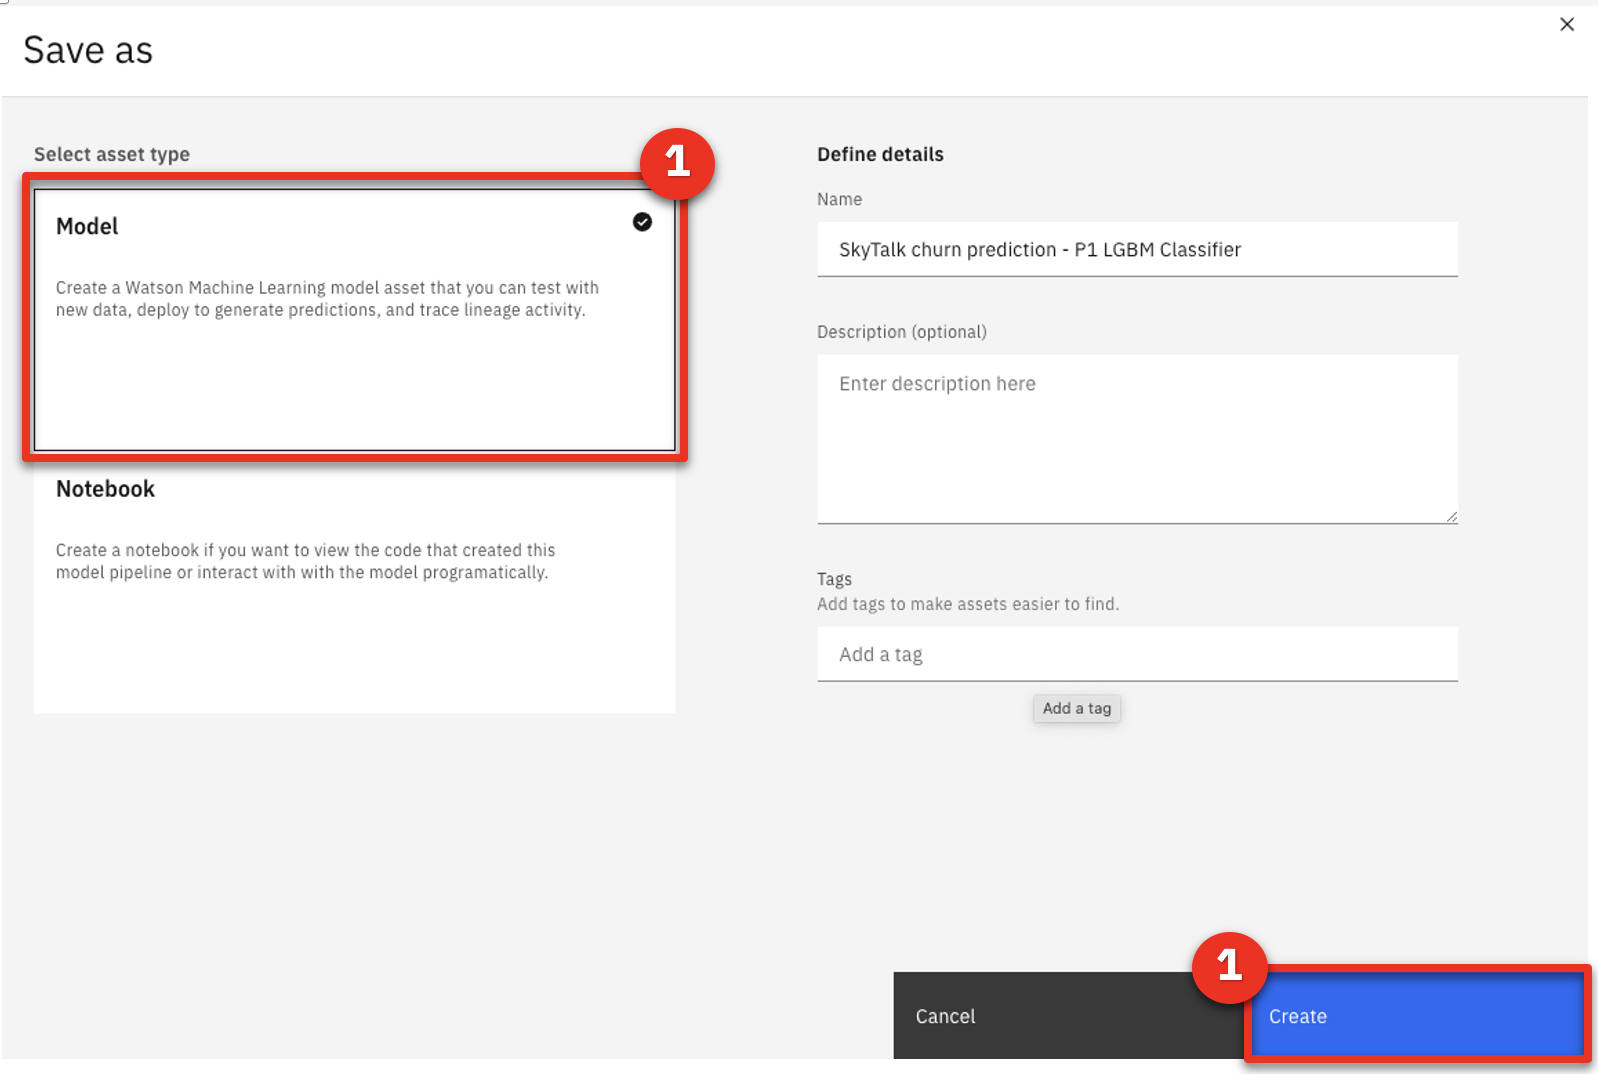 Save as
Select asset type
1
Model
Create a Watson Machine Learning model asset that you can test with
new data, deploy to generate predictions, and trace lineage activity.
Notebook
Create a notebook if you want to view the code that created this
model pipeline or interact with with the model programatically.
Define details
Name
SkyTalk churn prediction - P1 LGBM Classifier
Description (optional)
Enter description here
Tags
Add tags to make assets easier to find.
Add a tag
Add a tag
Cancel
1
Create